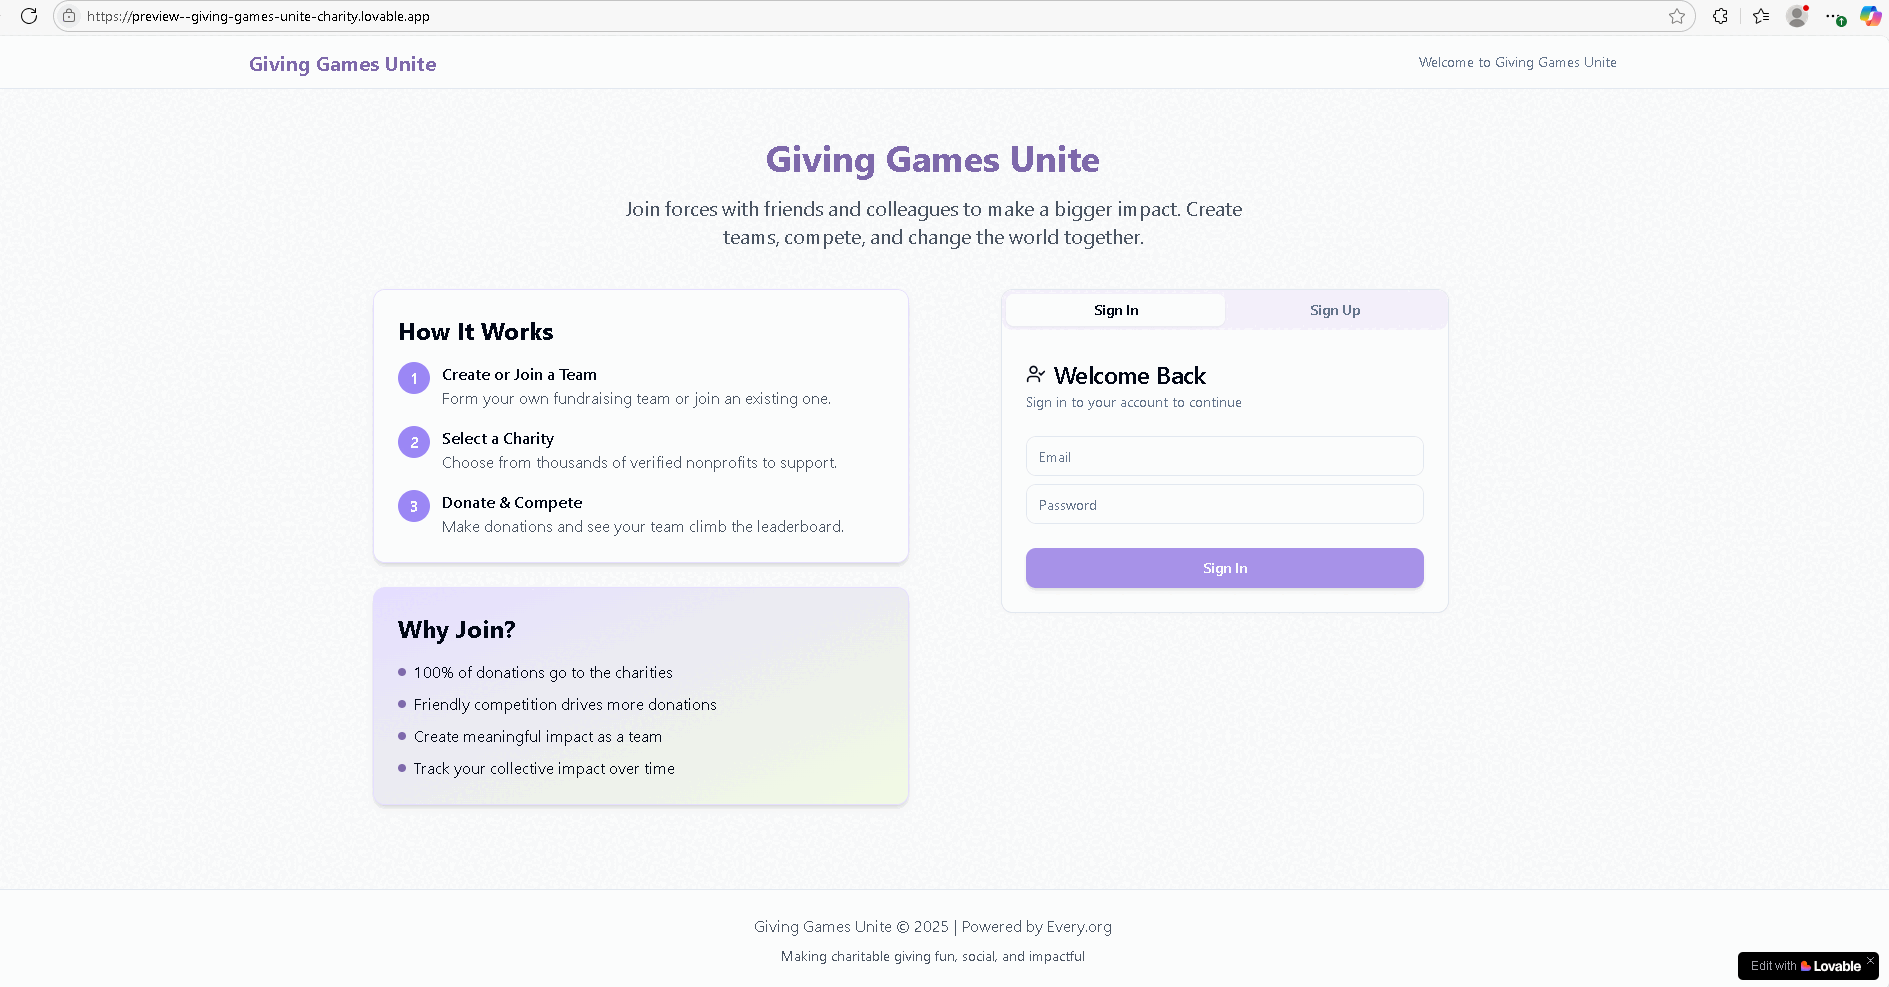 https://preview--giving-games-unite-charity.lovable.app
Giving Games Unite
Welcome to Giving Games Unite
Giving Games Unite
Join forces with friends and colleagues to make a bigger impact. Create
teams, compete, and change the world together.
How It Works
1
Create or Join a Team
Form your own fundraising team or join an existing one.
2
Select a Charity
Choose from thousands of verified nonprofits to support.
3
Donate & Compete
Make donations and see your team climb the leaderboard.
Why Join?
100% of donations go to the charities
Friendly competition drives more donations
Create meaningful impact as a team
Track your collective impact over time
Sign In
Sign Up
Welcome Back
Sign in to your account to continue
Email
Password
Sign In
Giving Games Unite © 2025 | Powered by Every.org
Making charitable giving fun, social, and impactful
Edit with Lovable